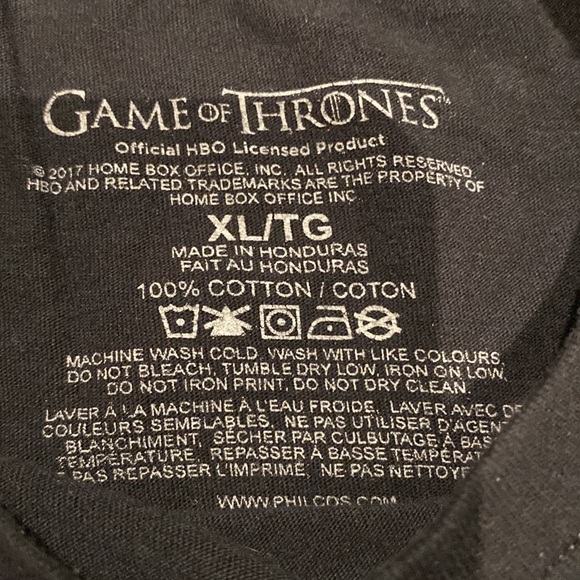 GAME OF THRONES™
Official HBO Licensed Product
© 2017 HOME BOX OFFICE, INC. ALL RIGHTS RESERVED.
HBO AND RELATED TRADEMARKS ARE THE PROPERTY OF
HOME BOX OFFICE INC
XL/TG
MADE IN HONDURAS
FAIT AU HONDURAS
100% COTTON / COTON
MACHINE WASH COLD, WASH WITH LIKE COLOURS,
DO NOT BLEACH, TUMBLE DRY LOW, IRON ON LOW,
DO NOT IRON PRINT, DO NOT DRY CLEAN.
LAVER À LA MACHINE À L'EAU FROIDE, LAVER AVEC DE
COULEURS SEMBLABLES, NE PAS UTILISER D'AGEN
BLANCHIMENT, SÉCHER PAR CULBUTAGE À BASS
TEMPÉRATURE, REPASSER À BASSE TEMPÉRAT
PAS REPASSER L'IMPRIMÉ, NE PAS NETTOYE
WWW.PHILCOS.COM